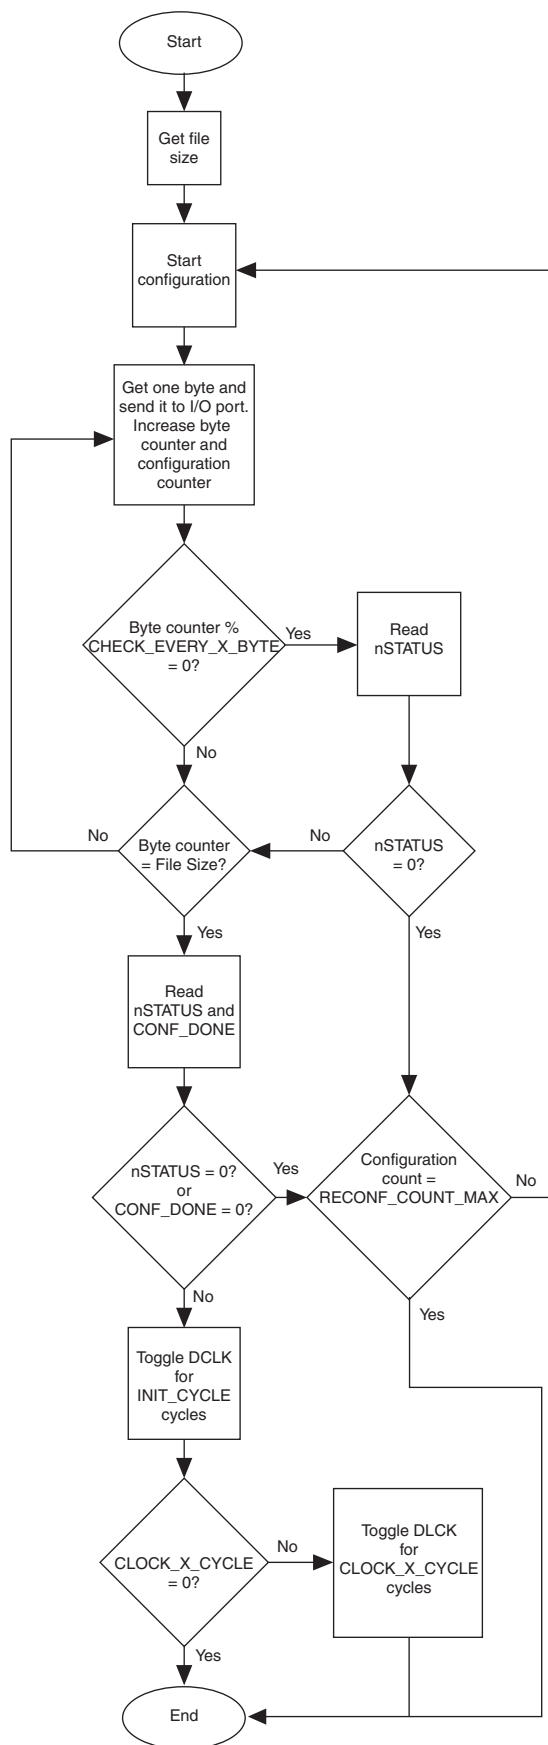 Start
Get file
size
Start
configuration
Get one byte and
send it to I/O port.
Increase byte
counter and
configuration
counter
Byte counter %
CHECK_EVERY_X_BYTE
= 0?
Yes
Read
nSTATUS
No
Byte counter
= File Size?
No
No
nSTATUS
= 0?
Yes
Yes
Read
nSTATUS and
CONF_DONE
nSTATUS = 0?
or
CONF_DONE = 0?
Yes
Configuration
count =
RECONF_COUNT_MAX
No
No
Yes
Toggle DCLK
for
INIT_CYCLE
cycles
CLOCK_X_CYCLE
= 0?
No
Toggle DLCK
for
CLOCK_X_CYCLE
cycles
Yes
End